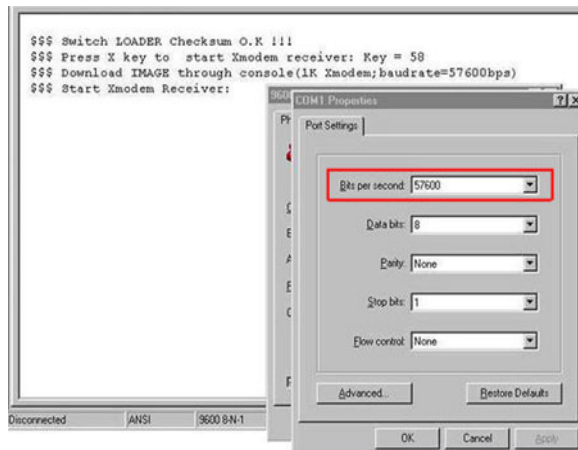 $$$ Switch LOADER Checksum O.K !!!
$$$ Press X key to start Xmodem receiver: Key = 58
$$$ Download IMAGE through console(1K Xmodem;baudrate=57600bps)
$$$ Start Xmodem Receiver:
9600
COM1 Properties
? X
Ph
Port Settings
Bits per second: 57600
Data bits: 8
Parity: None
Stop bits: 1
Flow control: None
Advanced...
Restore Defaults
Disconnected
ANSI
9600 8-N-1
OK
Cancel
Apply